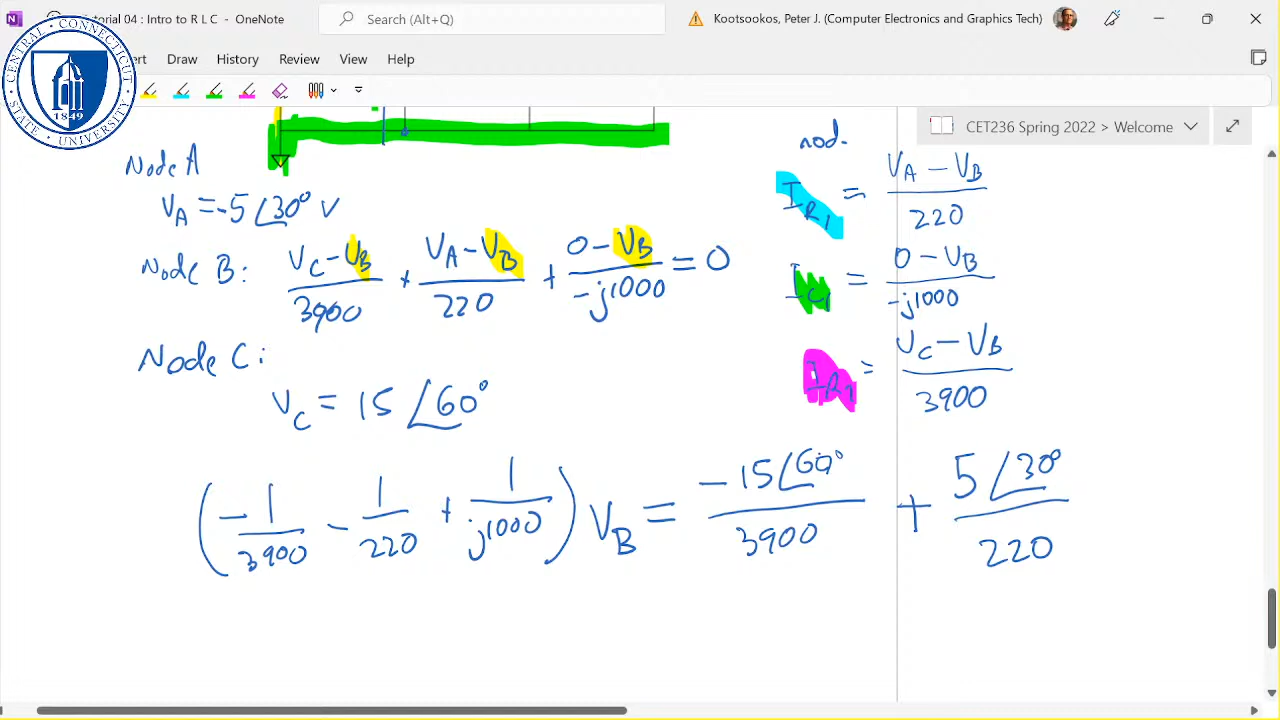 Tutorial 04 : Intro to R L C - OneNote
Search (Alt+Q)
Kootsookos, Peter J. (Computer Electronics and Graphics Tech)
Draw History Review View Help
CENTRAL CONNECTICUT STATE UNIVERSITY
1849
CET236 Spring 2022 > Welcome
nod.
Node A
V_A = -5 ∠30° V
Node B: (V_C - V_B)/3900 + (V_A - V_B)/220 + (0 - V_B)/(-j1000) = 0
Node C:
V_C = 15 ∠60°
I_R1 = (V_A - V_B)/220
I_C1 = (0 - V_B)/(-j1000)
= (V_C - V_B)/3900
(-1/3900 - 1/220 + 1/j1000) V_B = -15∠60°/3900 + 5∠30°/220